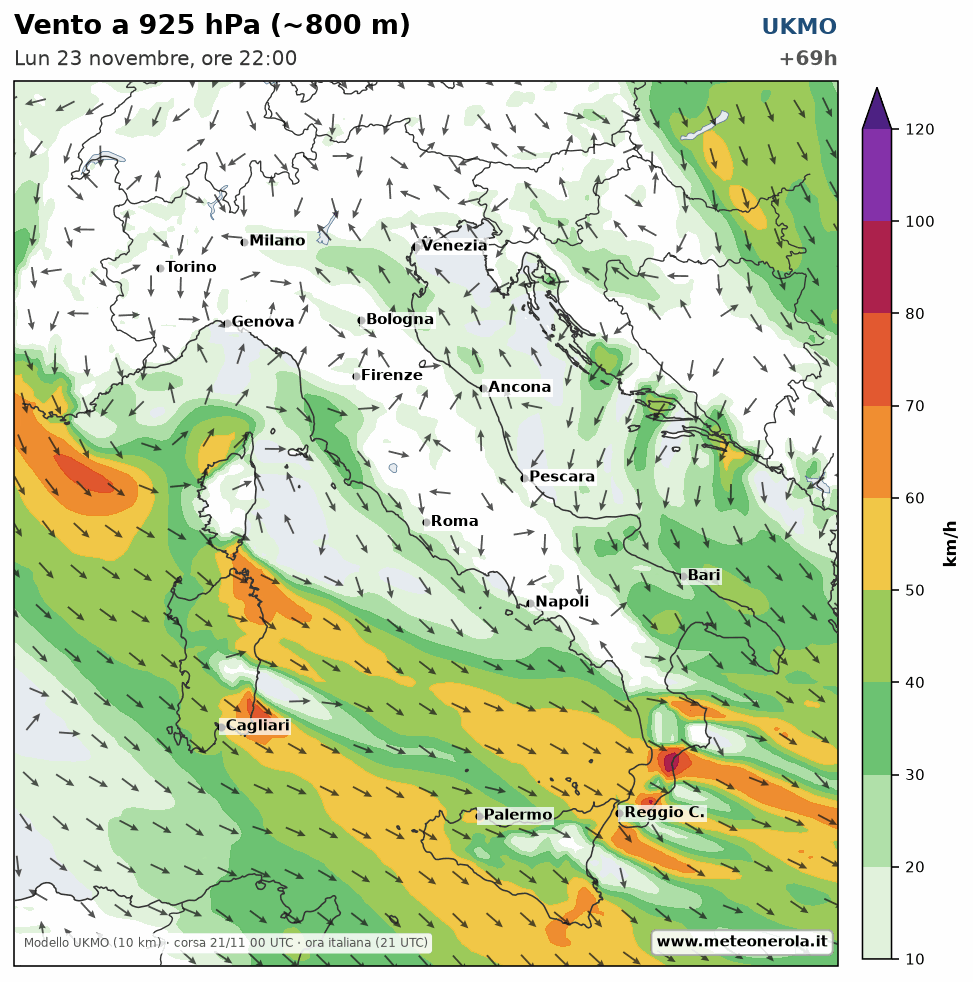 Vento a 925 hPa (~800 m)
UKMO
Lun 23 novembre, ore 22:00
+69h
120
100
80
70
60
50
40
30
20
10
km/h
Milano
Venezia
Torino
Genova
Bologna
Firenze
Ancona
Pescara
Roma
Bari
Napoli
Cagliari
Palermo
Reggio C.
Modello UKMO (10 km) · corsa 21/11 00 UTC · ora italiana (21 UTC)
www.meteonerola.it